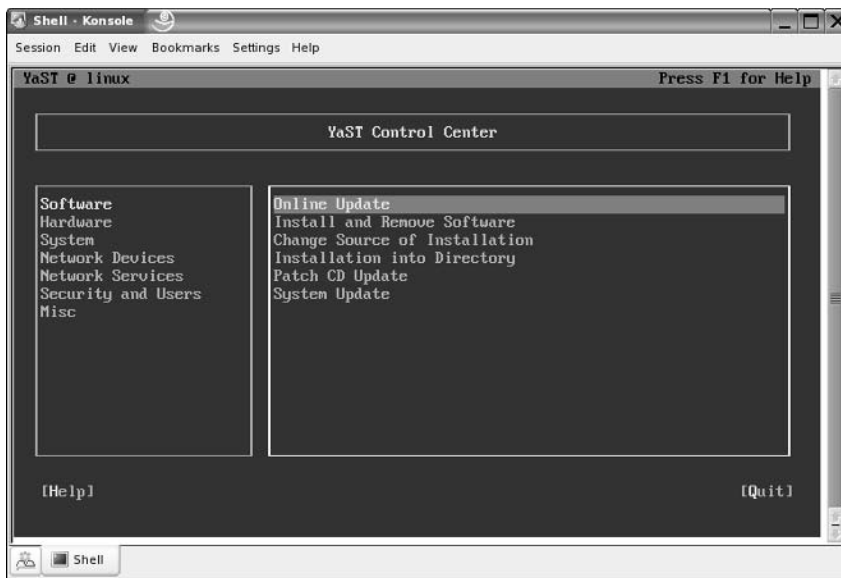 Shell - Konsole
Session Edit View Bookmarks Settings Help
YaST @ linux Press F1 for Help
YaST Control Center
Software
Hardware
System
Network Devices
Network Services
Security and Users
Misc
Online Update
Install and Remove Software
Change Source of Installation
Installation into Directory
Patch CD Update
System Update
[Help] [Quit]
Shell